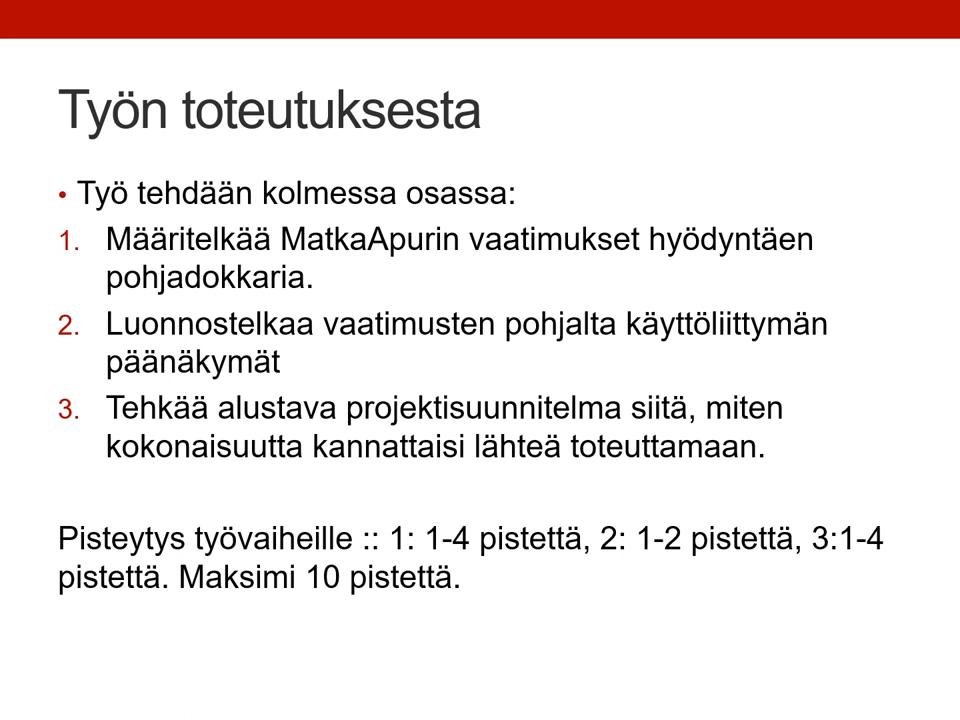 Työn toteutuksesta
• Työ tehdään kolmessa osassa:
1. Määritelkää MatkaApurin vaatimukset hyödyntäen
pohjadokkaria.
2. Luonnostelkaa vaatimusten pohjalta käyttöliittymän
päänäkymät
3. Tehkää alustava projektisuunnitelma siitä, miten
kokonaisuutta kannattaisi lähteä toteuttamaan.
Pisteytys työvaiheille :: 1: 1-4 pistettä, 2: 1-2 pistettä, 3:1-4
pistettä. Maksimi 10 pistettä.